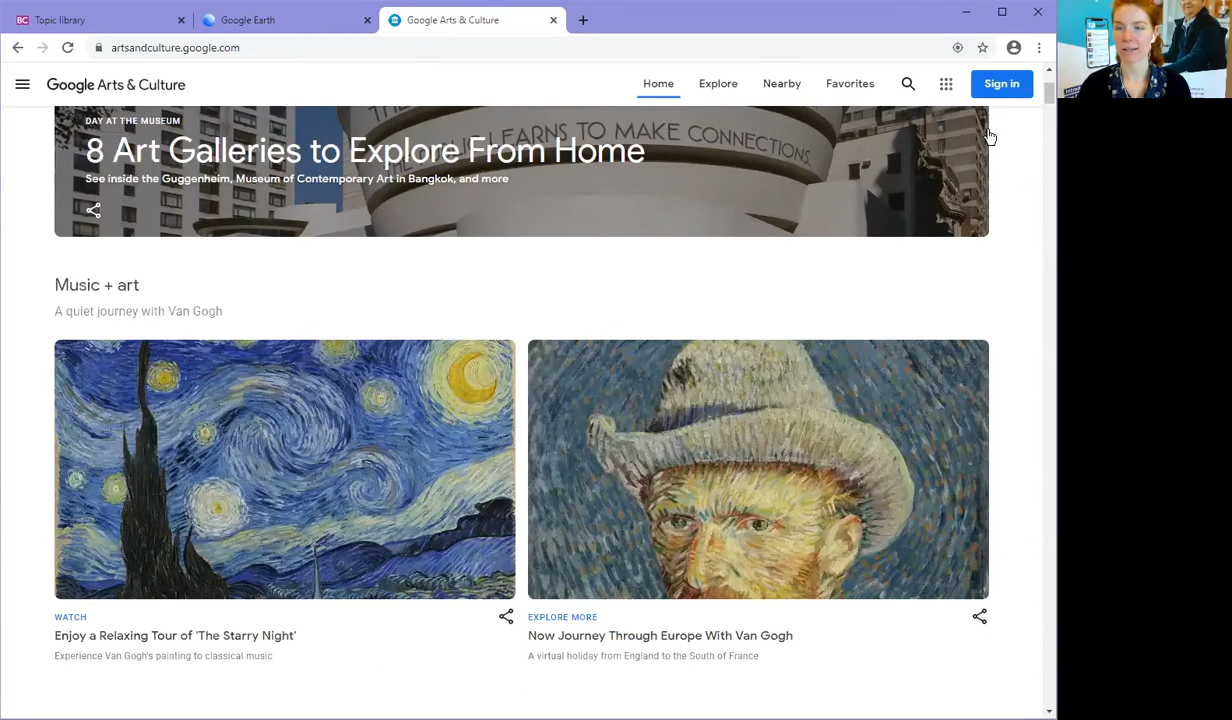 BC Topic library
Google Earth
Google Arts & Culture
artsandculture.google.com
Google Arts & Culture
Home
Explore
Nearby
Favorites
Sign in
LEARNS TO MAKE CONNECTIONS.
DAY AT THE MUSEUM
8 Art Galleries to Explore From Home
See inside the Guggenheim, Museum of Contemporary Art in Bangkok, and more
Music + art
A quiet journey with Van Gogh
WATCH
Enjoy a Relaxing Tour of 'The Starry Night'
Experience Van Gogh's painting to classical music
EXPLORE MORE
Now Journey Through Europe With Van Gogh
A virtual holiday from England to the South of France